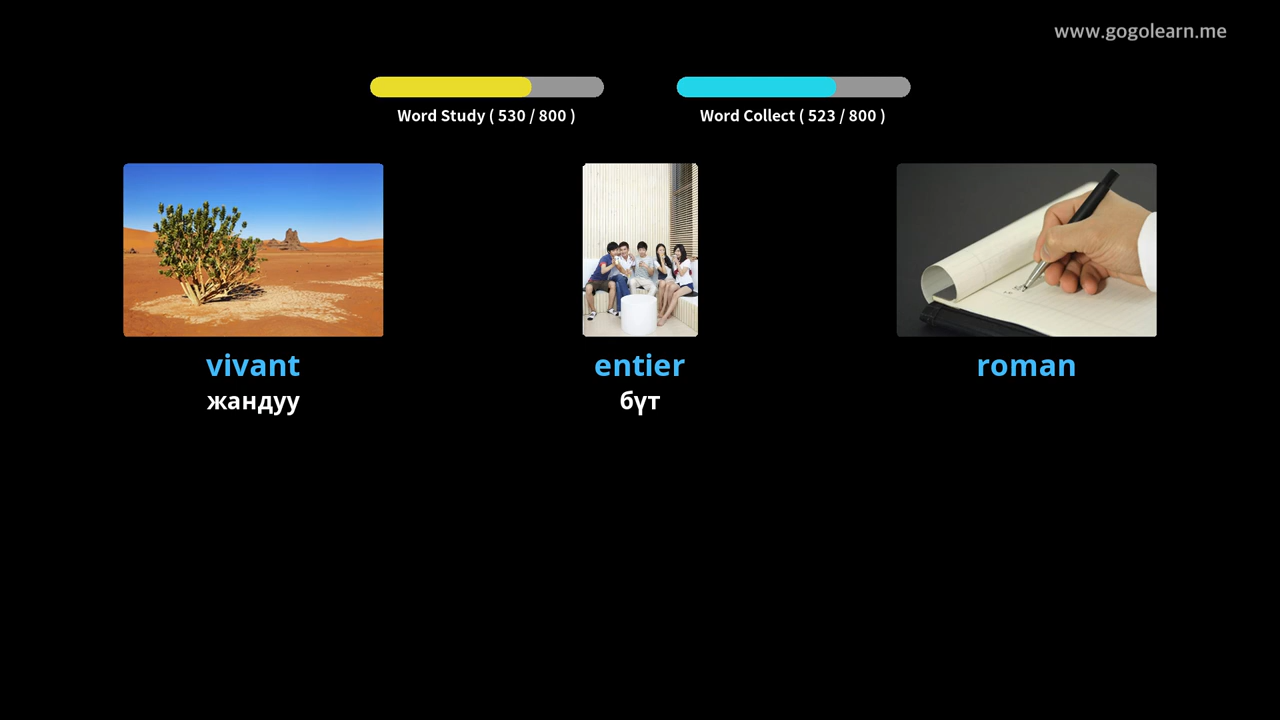 www.gogolearn.me
Word Study ( 530 / 800 )
Word Collect ( 523 / 800 )
vivant
жандуу
entier
бүт
roman